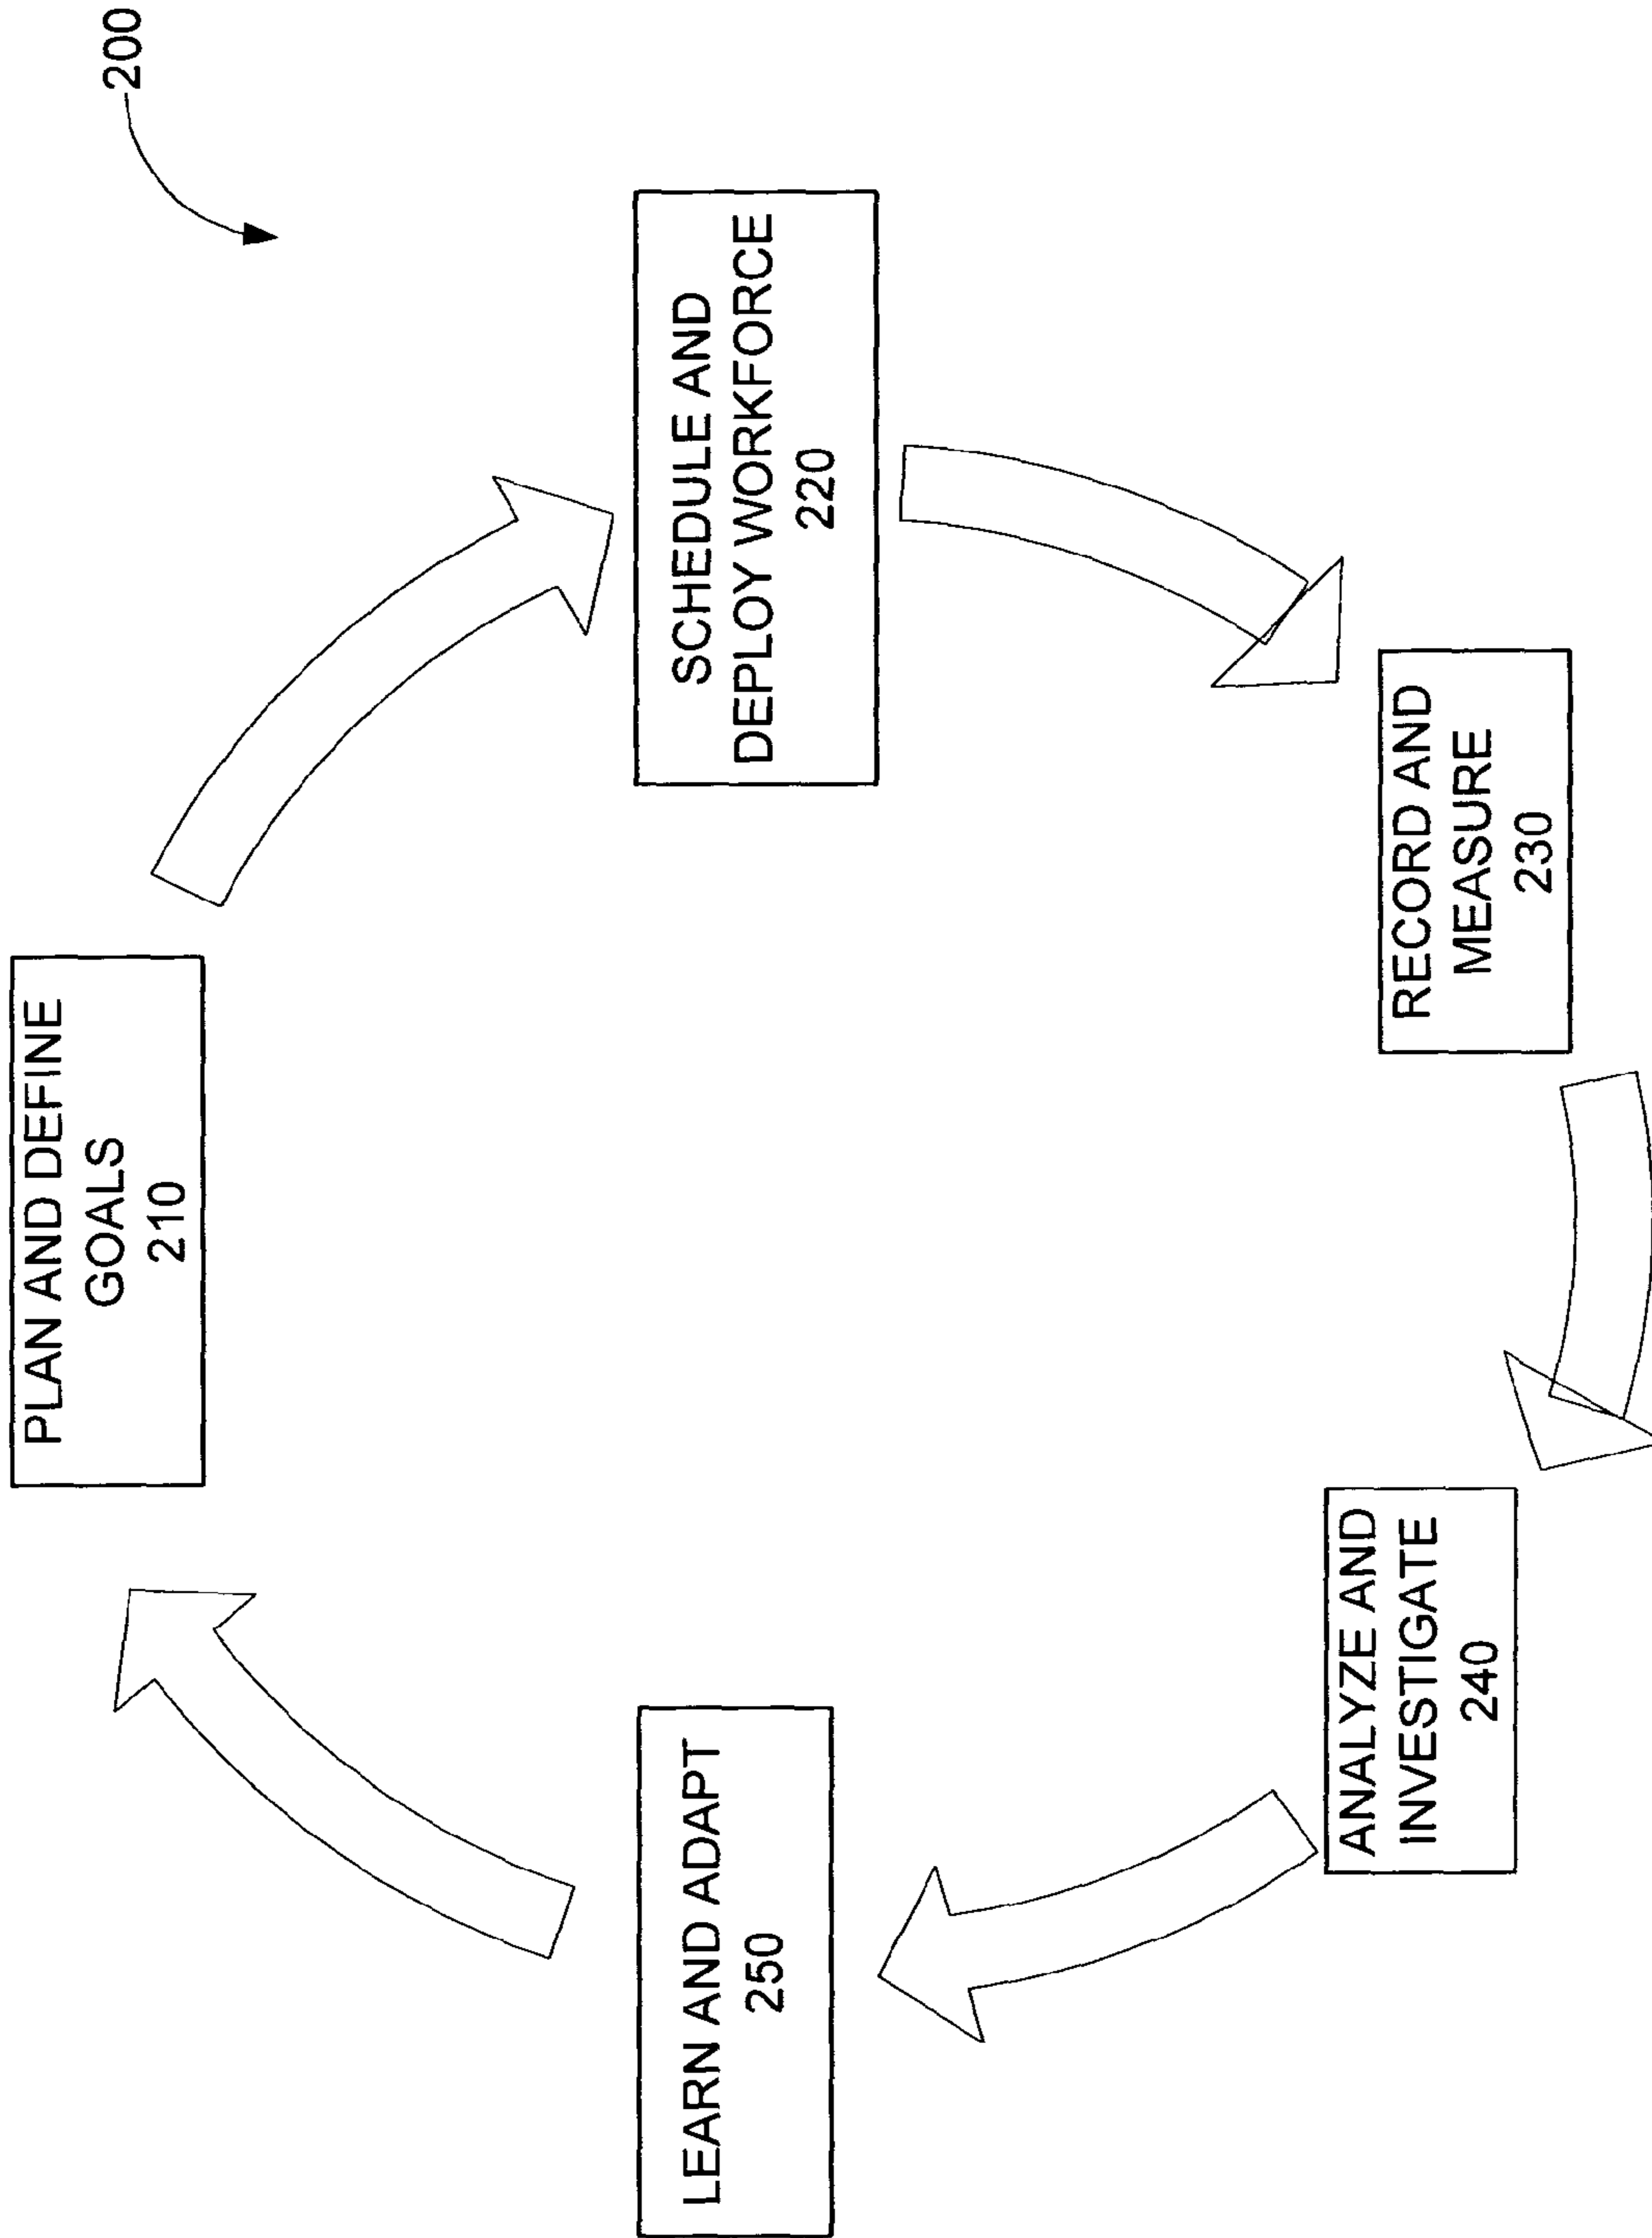 200
PLAN AND DEFINE
GOALS
210
SCHEDULE AND
DEPLOY WORKFORCE
220
RECORD AND
MEASURE
230
ANALYZE AND
INVESTIGATE
240
LEARN AND ADAPT
250